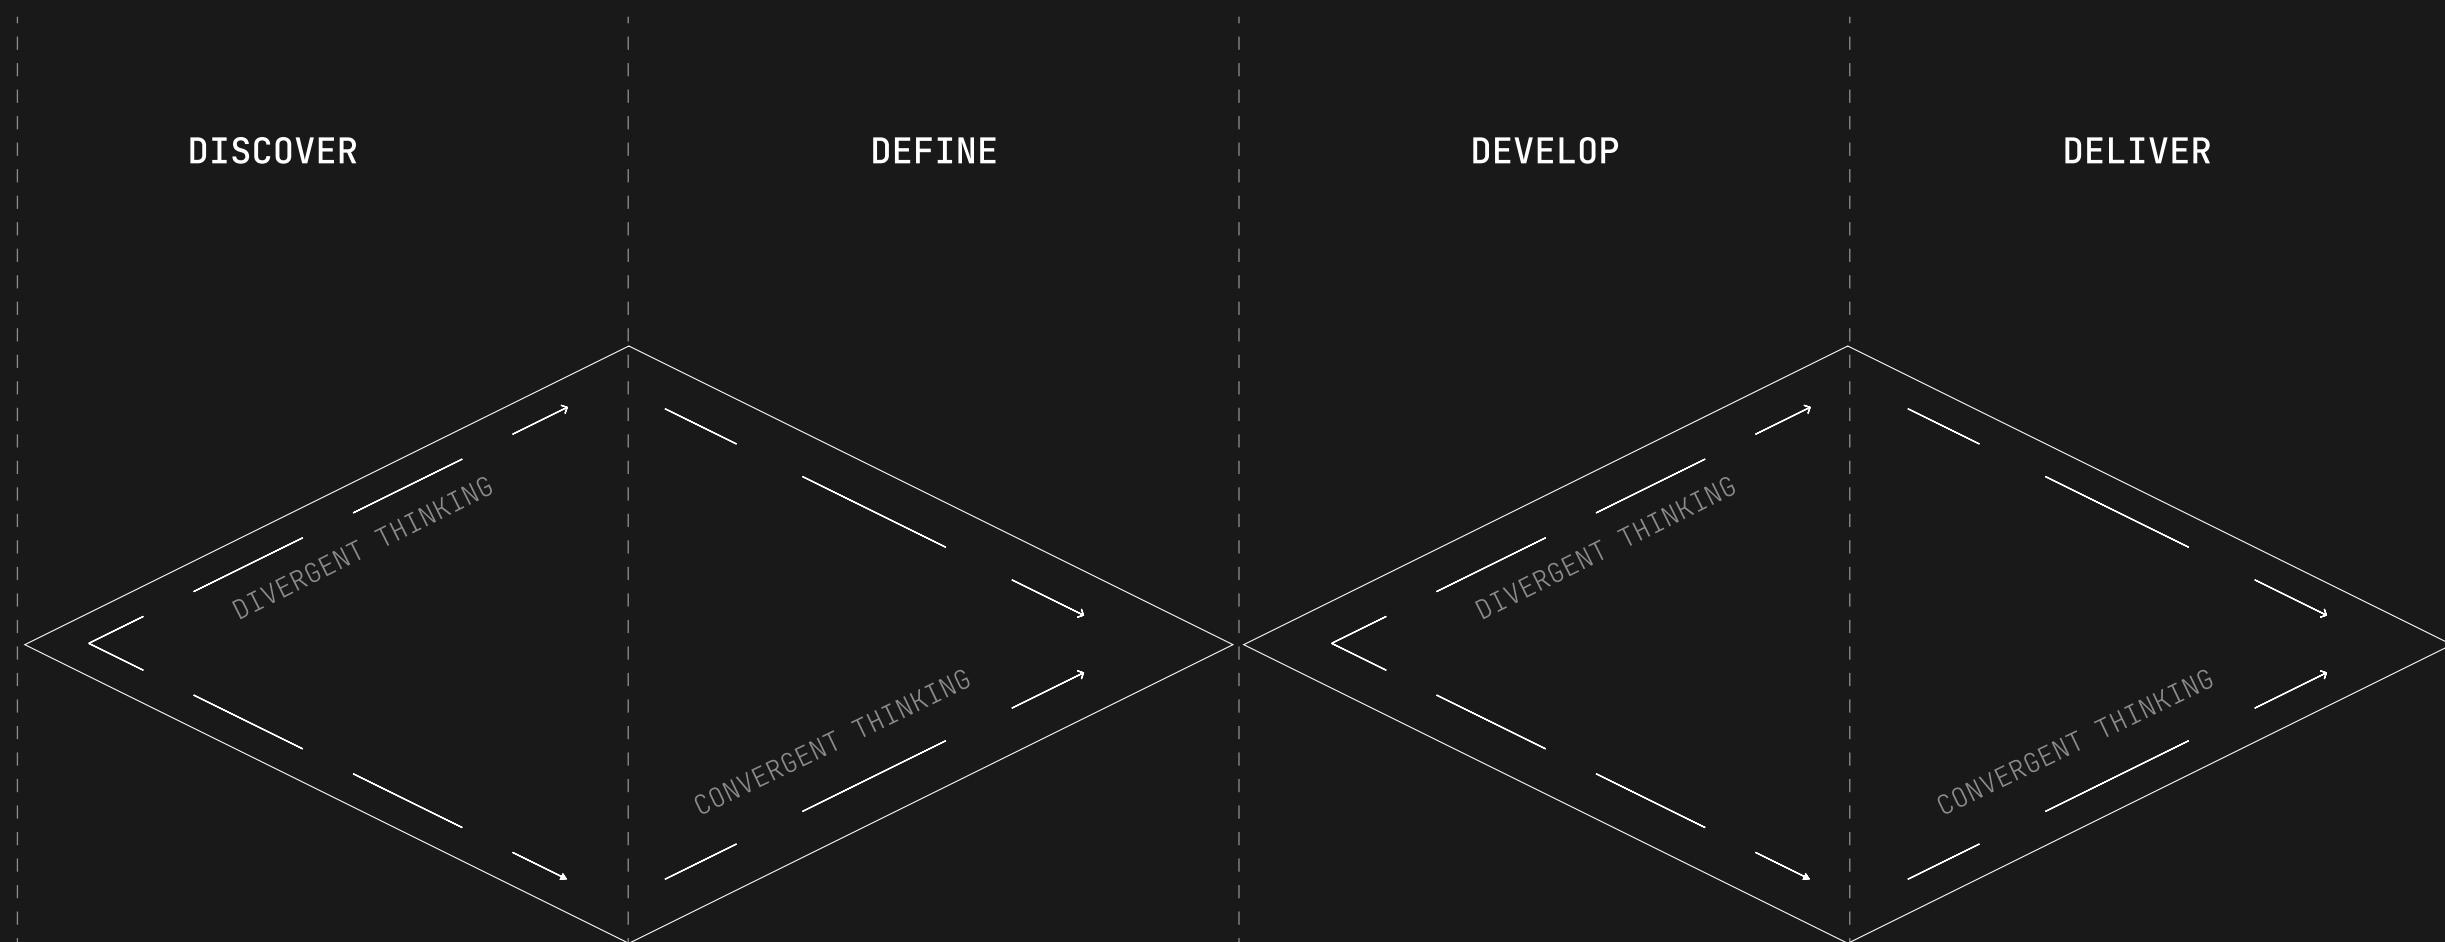 DISCOVER
DEFINE
DEVELOP
DELIVER
DIVERGENT THINKING
CONVERGENT THINKING
DIVERGENT THINKING
CONVERGENT THINKING